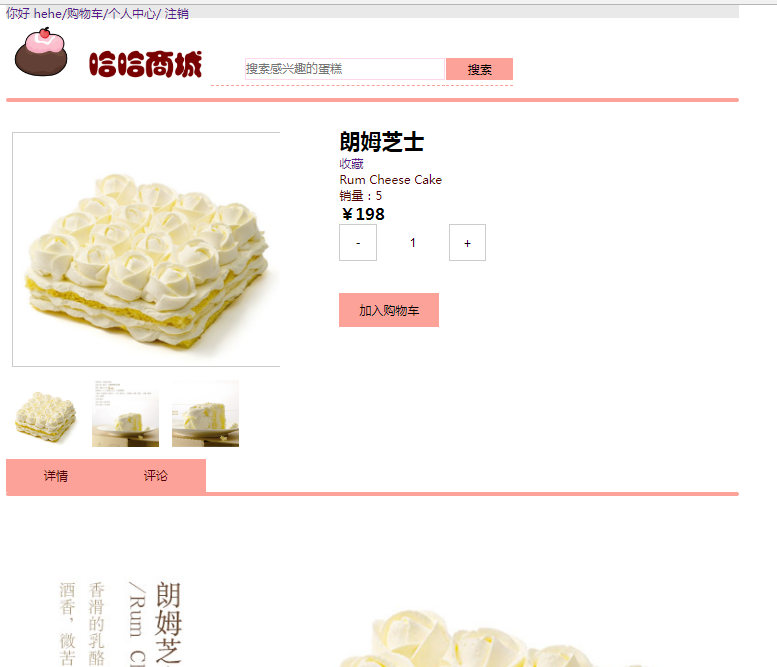 你好 hehe/购物车/个人中心/ 注销
哈哈商城
搜索感兴趣的蛋糕
搜索
朗姆芝士
收藏
Rum Cheese Cake
销量：5
￥198
- 1 +
加入购物车
详情 评论
朗姆芝
/Rum C
香滑的乳酪
酒香，微苦